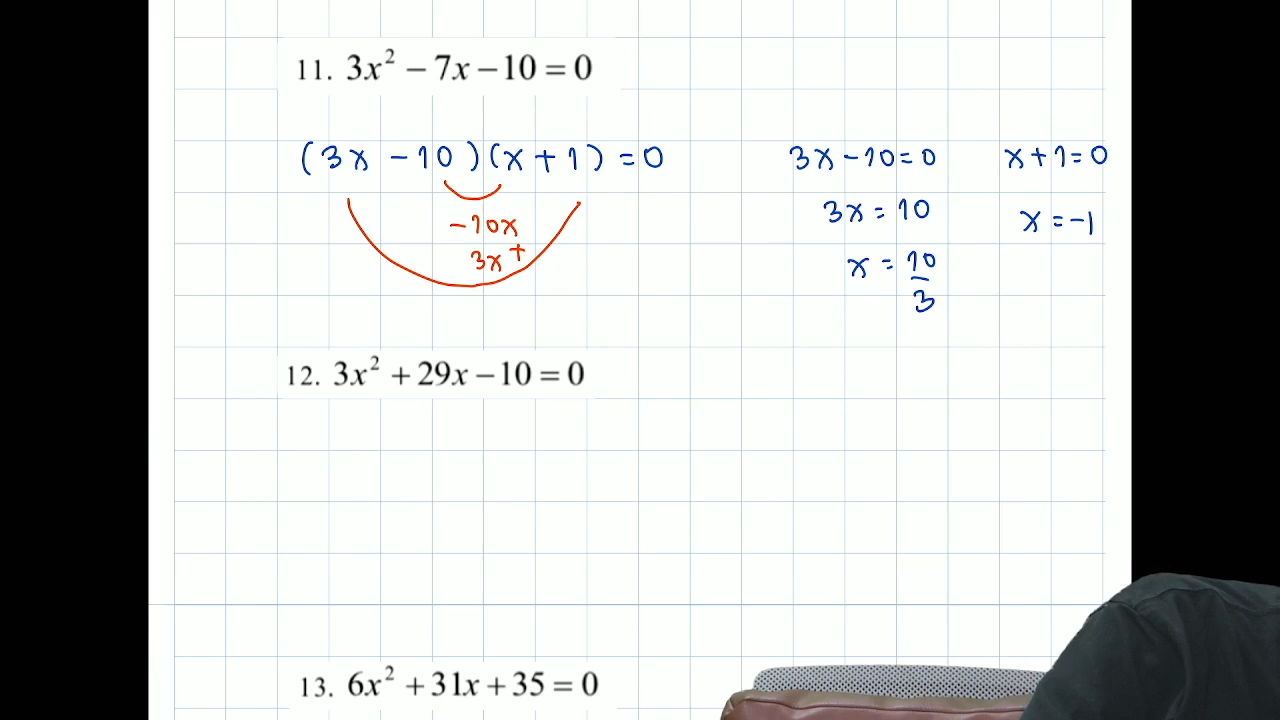 11. 3x² − 7x − 10 = 0
(3x − 10)(x + 1) = 0
−10x
3x +
3x − 10 = 0
3x = 10
x = 10/3
x + 1 = 0
x = −1
12. 3x² + 29x − 10 = 0
13. 6x² + 31x + 35 = 0